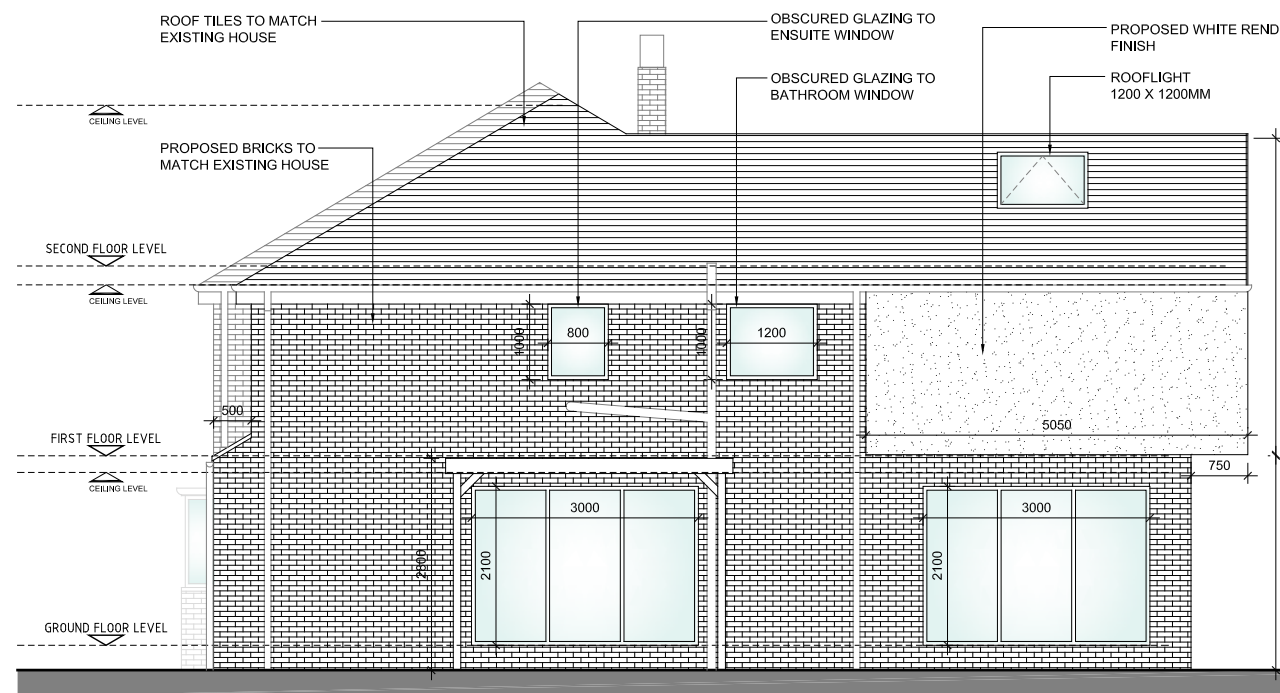 ROOF TILES TO MATCH
EXISTING HOUSE
OBSCURED GLAZING TO
ENSUITE WINDOW
PROPOSED WHITE REND
FINISH
OBSCURED GLAZING TO
BATHROOM WINDOW
ROOFLIGHT
1200 X 1200MM
CEILING LEVEL
PROPOSED BRICKS TO
MATCH EXISTING HOUSE
SECOND FLOOR LEVEL
CEILING LEVEL
1000
800
1000
1200
500
5050
FIRST FLOOR LEVEL
750
CEILING LEVEL
3000
3000
2100
2100
GROUND FLOOR LEVEL